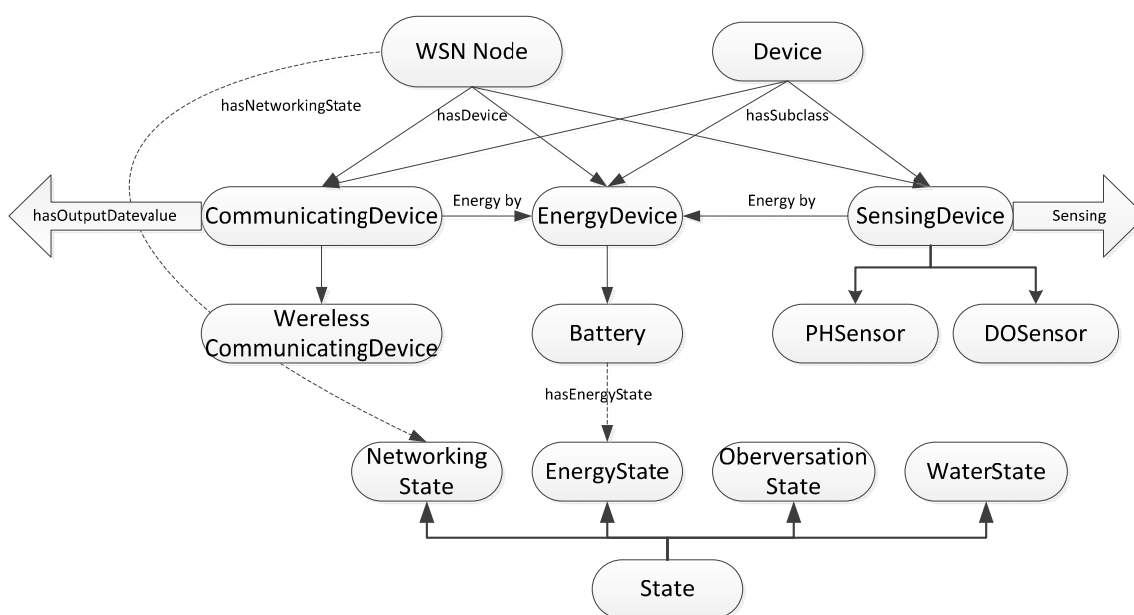 WSN Node
Device
hasNetworkingState
hasDevice
hasSubclass
hasOutputDatevalue
CommunicatingDevice
Energy by
EnergyDevice
Energy by
SensingDevice
Sensing
Wereless
CommunicatingDevice
Battery
PHSensor
DOSensor
hasEnergyState
Networking
State
EnergyState
Oberversation
State
WaterState
State